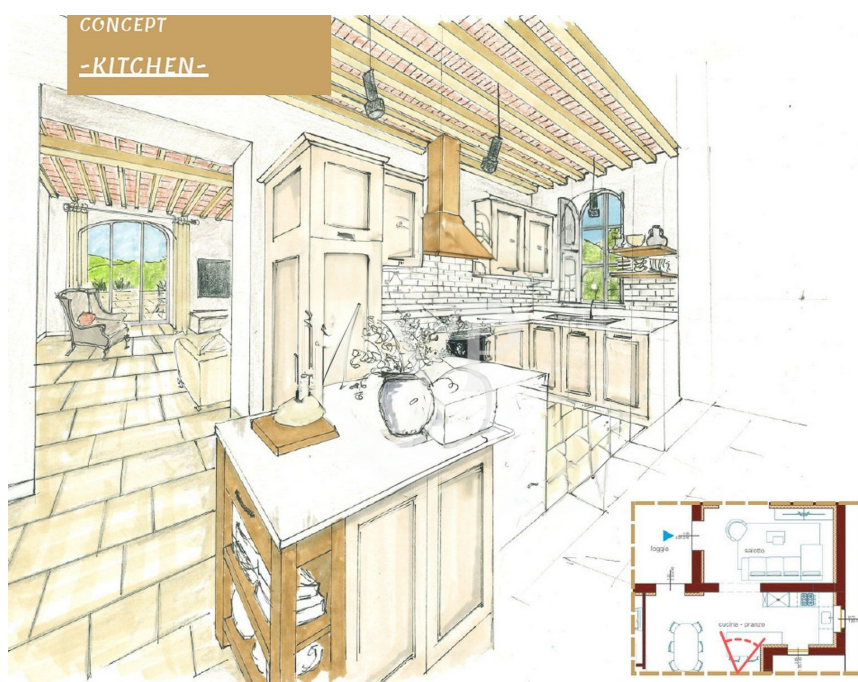 CONCEPT
-KITCHEN-
loggia
salotto
cucina - pranzo